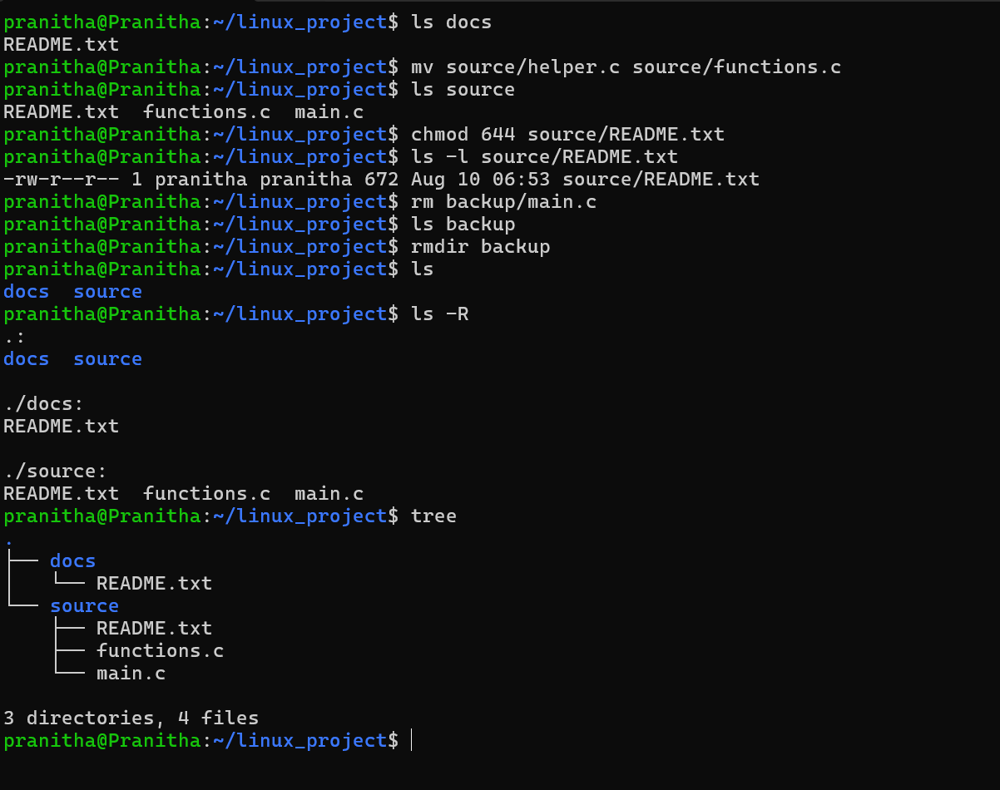 pranitha@Pranitha:~/linux_project$ ls docs
README.txt
pranitha@Pranitha:~/linux_project$ mv source/helper.c source/functions.c
pranitha@Pranitha:~/linux_project$ ls source
README.txt  functions.c  main.c
pranitha@Pranitha:~/linux_project$ chmod 644 source/README.txt
pranitha@Pranitha:~/linux_project$ ls -l source/README.txt
-rw-r--r-- 1 pranitha pranitha 672 Aug 10 06:53 source/README.txt
pranitha@Pranitha:~/linux_project$ rm backup/main.c
pranitha@Pranitha:~/linux_project$ ls backup
pranitha@Pranitha:~/linux_project$ rmdir backup
pranitha@Pranitha:~/linux_project$ ls
docs  source
pranitha@Pranitha:~/linux_project$ ls -R
.:
docs  source

./docs:
README.txt

./source:
README.txt  functions.c  main.c
pranitha@Pranitha:~/linux_project$ tree
.
├── docs
│   └── README.txt
└── source
    ├── README.txt
    ├── functions.c
    └── main.c

3 directories, 4 files
pranitha@Pranitha:~/linux_project$